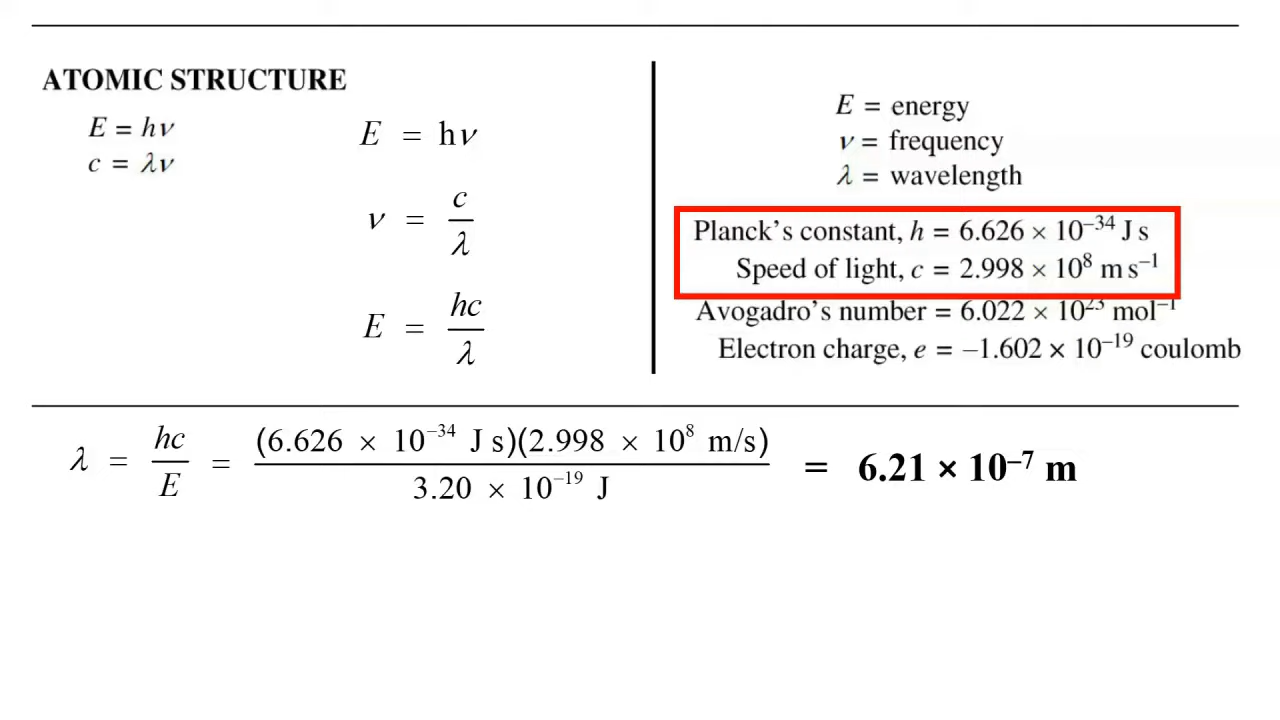 ATOMIC STRUCTURE
E = hν
c = λν
E = hν
ν = c/λ
E = hc/λ
E = energy
ν = frequency
λ = wavelength
Planck's constant, h = 6.626 × 10⁻³⁴ J s
Speed of light, c = 2.998 × 10⁸ m s⁻¹
Avogadro's number = 6.022 × 10²³ mol⁻¹
Electron charge, e = −1.602 × 10⁻¹⁹ coulomb
λ = hc/E = (6.626 × 10⁻³⁴ J s)(2.998 × 10⁸ m/s)/3.20 × 10⁻¹⁹ J = 6.21 × 10⁻⁷ m